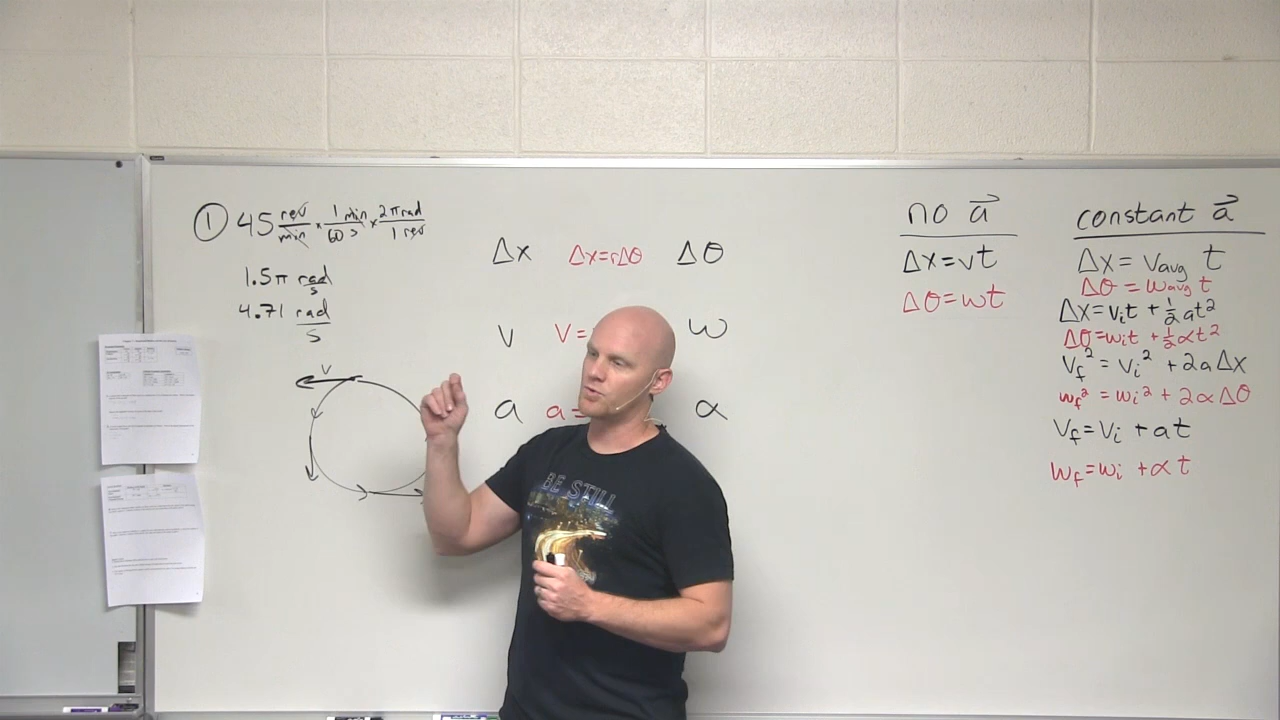 ① 45 rev/min × 1 min/60 s × 2π rad/1 rev
1.5π rad/s
4.71 rad/s
v
Δx Δx=rΔθ Δθ
v v= ω
a a= α
BE STILL
no a⃗
Δx=vt
Δθ=ωt
constant a⃗
Δx = vavg t
Δθ = ωavg t
Δx=vᵢt + ½at²
Δθ=ωᵢt + ½αt²
vf² = vᵢ² + 2aΔx
ωf² = ωᵢ² + 2αΔθ
vf=vᵢ + at
ωf=ωᵢ + αt